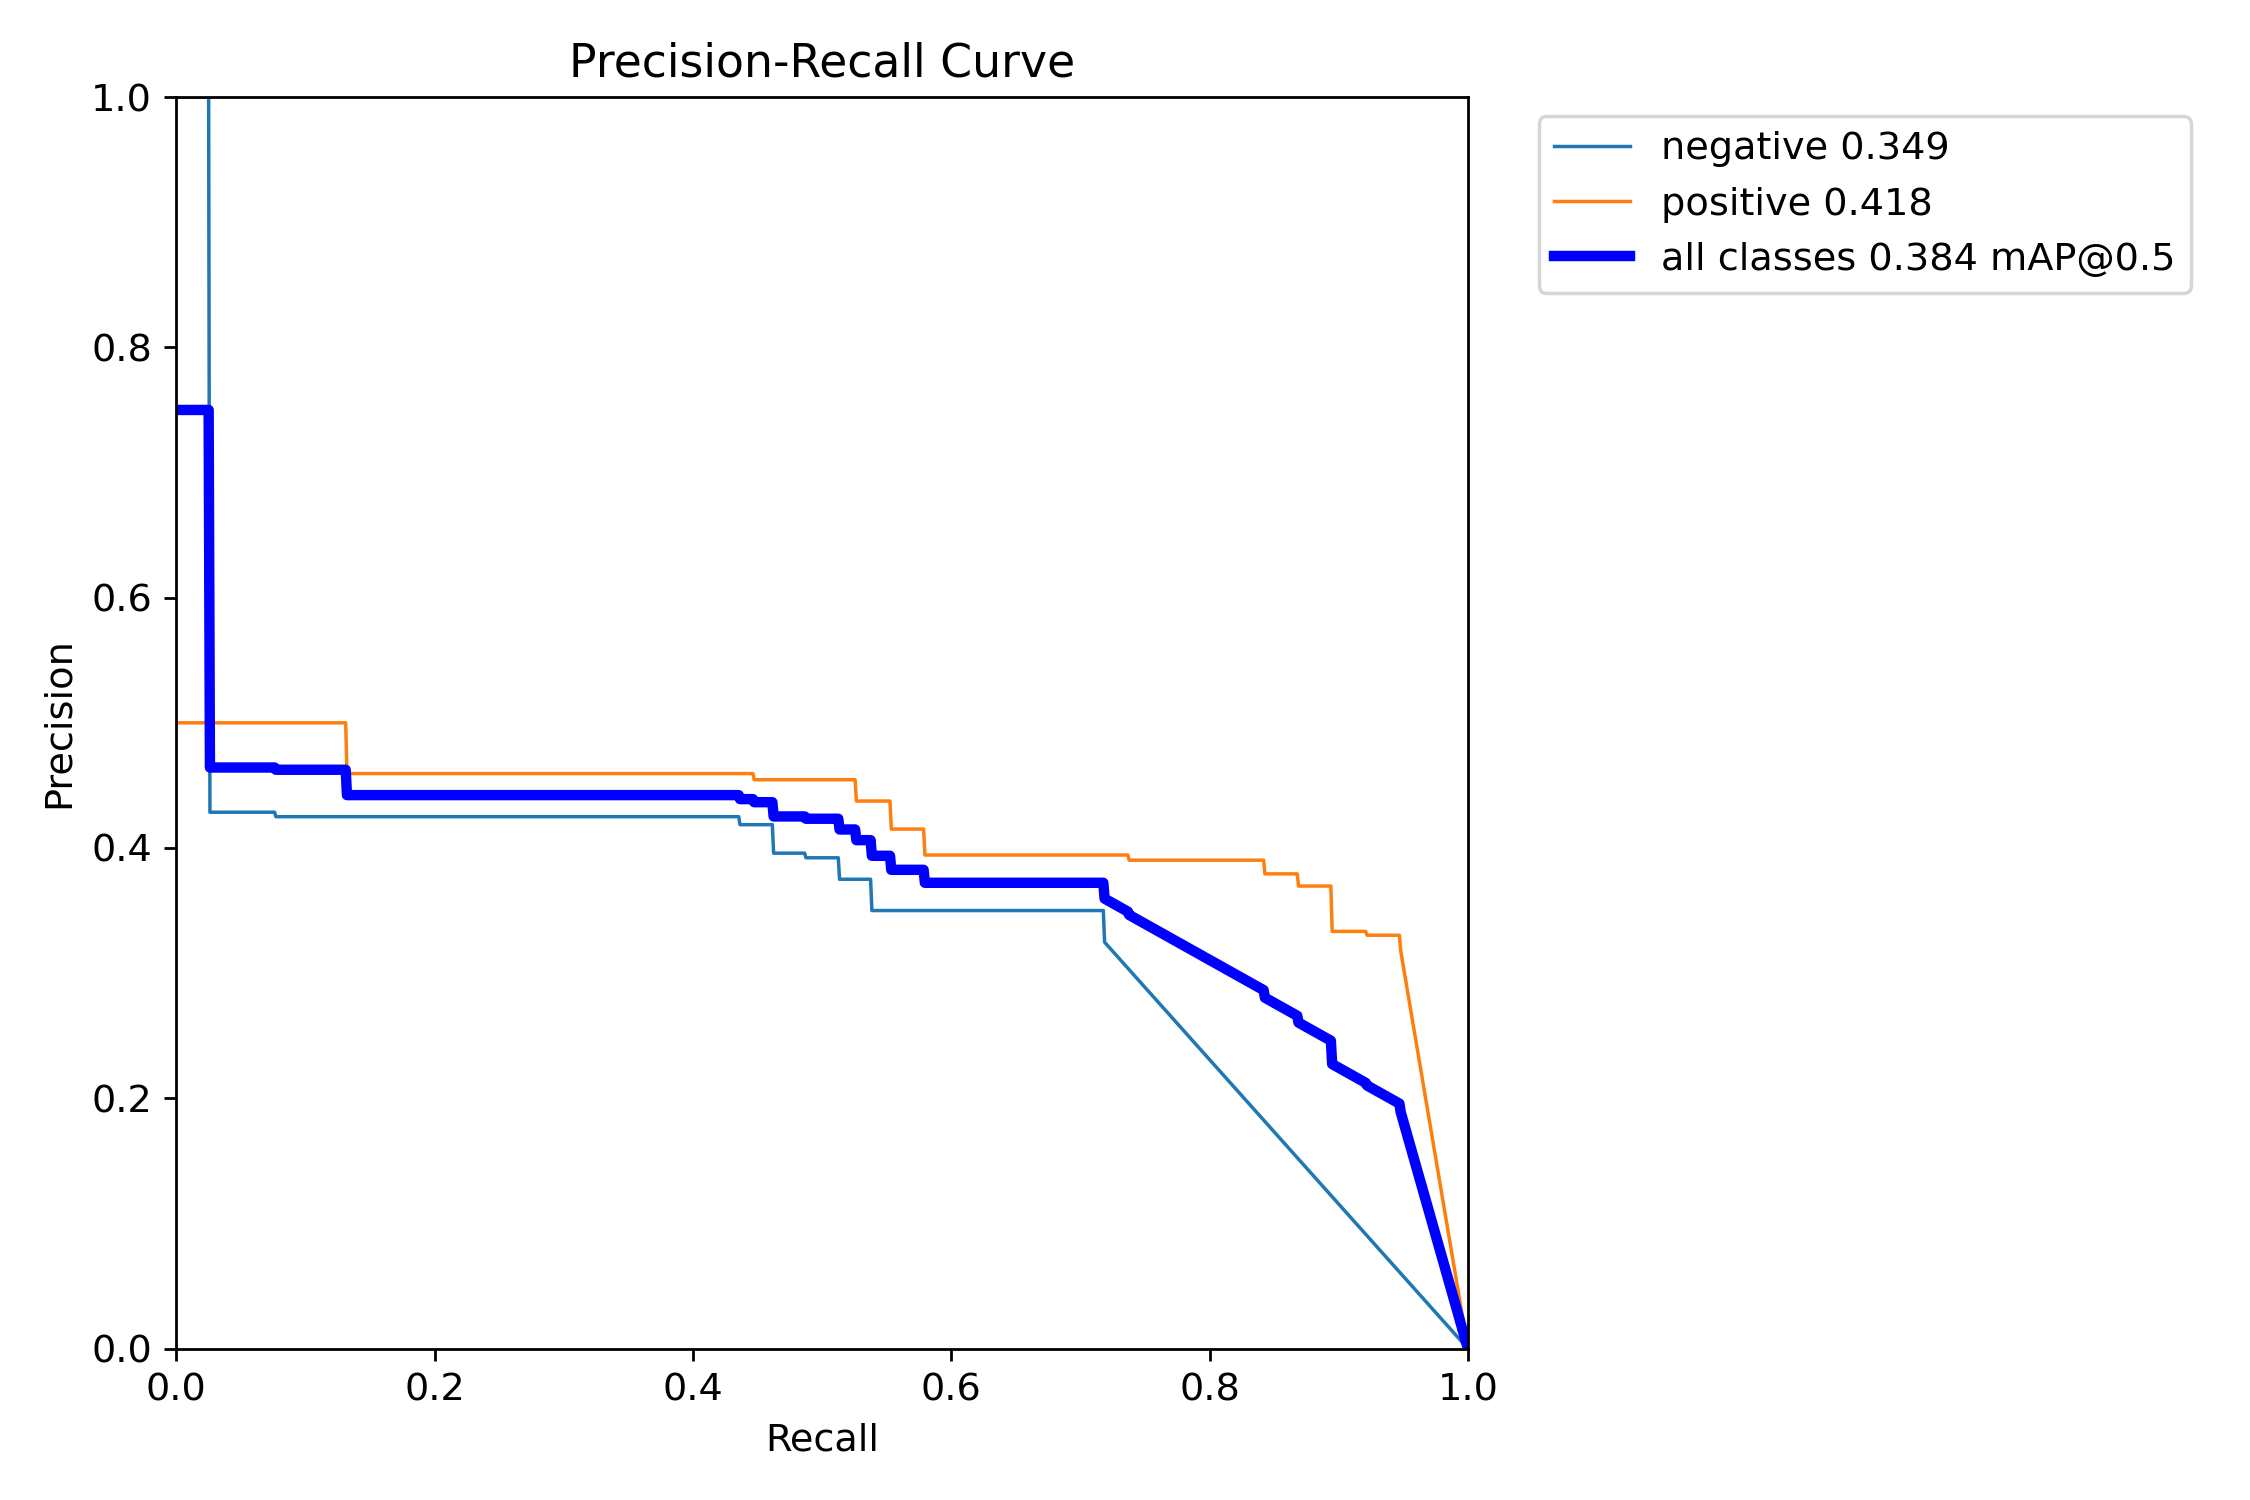 Precision-Recall Curve
negative 0.349
positive 0.418
all classes 0.384 mAP@0.5
Precision
1.0
0.8
0.6
0.4
0.2
0.0
0.0 0.2 0.4 0.6 0.8 1.0
Recall